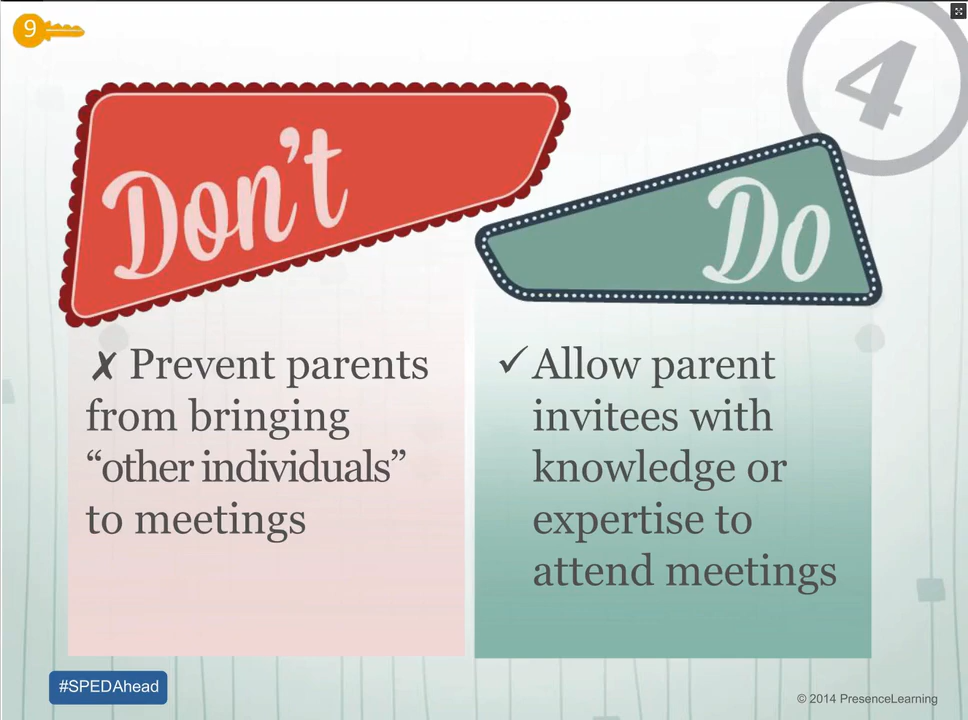 9
4
Don't
Do
✗ Prevent parents
from bringing
“other individuals”
to meetings
✓ Allow parent
invitees with
knowledge or
expertise to
attend meetings
#SPEDAhead
© 2014 PresenceLearning